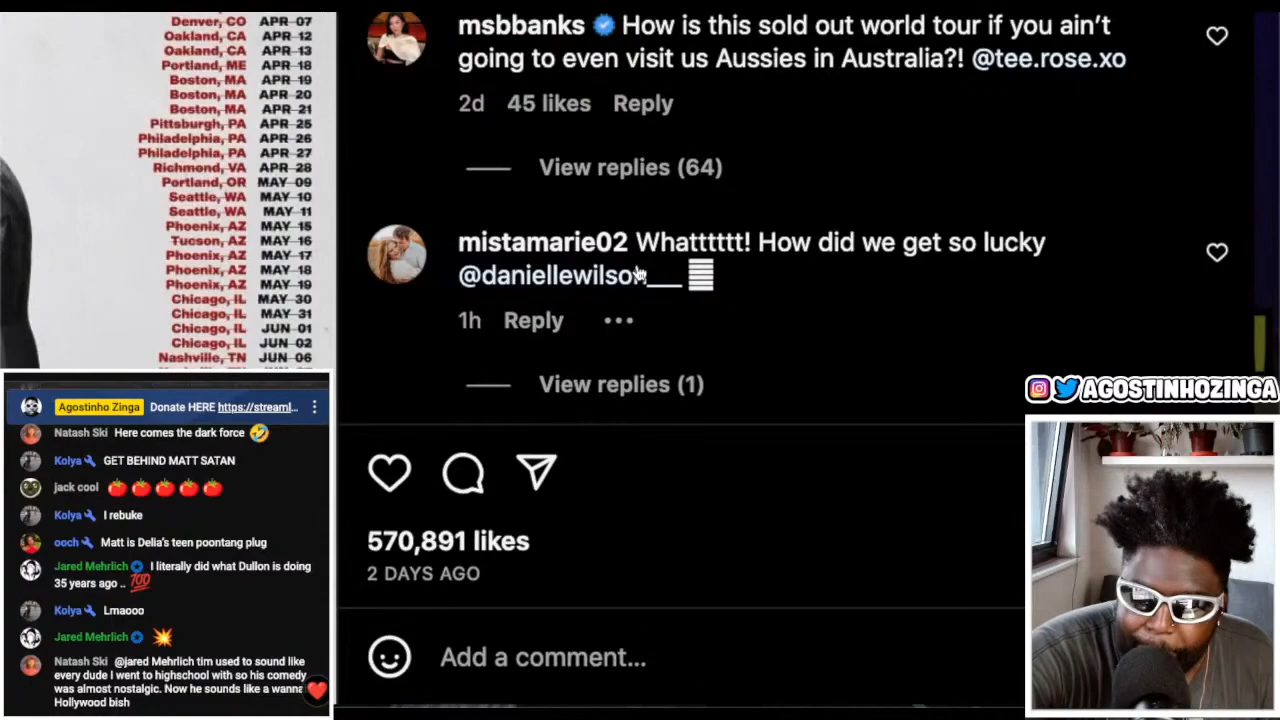 Denver, CO APR 07
Oakland, CA APR 12
Oakland, CA APR 13
Portland, ME APR 18
Boston, MA APR 19
Boston, MA APR 20
Boston, MA APR 21
Pittsburgh, PA APR 25
Philadelphia, PA APR 26
Philadelphia, PA APR 27
Richmond, VA APR 28
Portland, OR MAY 09
Seattle, WA MAY 10
Seattle, WA MAY 11
Phoenix, AZ MAY 15
Tucson, AZ MAY 16
Phoenix, AZ MAY 17
Phoenix, AZ MAY 18
Phoenix, AZ MAY 19
Chicago, IL MAY 30
Chicago, IL MAY 31
Chicago, IL JUN 01
Chicago, IL JUN 02
Nashville, TN JUN 06
msbbanks How is this sold out world tour if you ain’t
going to even visit us Aussies in Australia?! @tee.rose.xo
2d 45 likes Reply
View replies (64)
mistamarie02 Whatttttt! How did we get so lucky
@daniellewilson___
1h Reply •••
View replies (1)
570,891 likes
2 DAYS AGO
Add a comment...
Agostinho Zinga Donate HERE https://streaml...
Natash Ski Here comes the dark force 🤣
Kolya GET BEHIND MATT SATAN
jack cool 🍅🍅🍅🍅🍅
Kolya I rebuke
ooch Matt is Delia's teen poontang plug
Jared Mehrlich I literally did what Dullon is doing
35 years ago .. 💯
Kolya Lmaooo
Jared Mehrlich 💥
Natash Ski @jared Mehrlich tim used to sound like
every dude I went to highschool with so his comedy
was almost nostalgic. Now he sounds like a wanna
Hollywood bish
AGOSTINHOZINGA